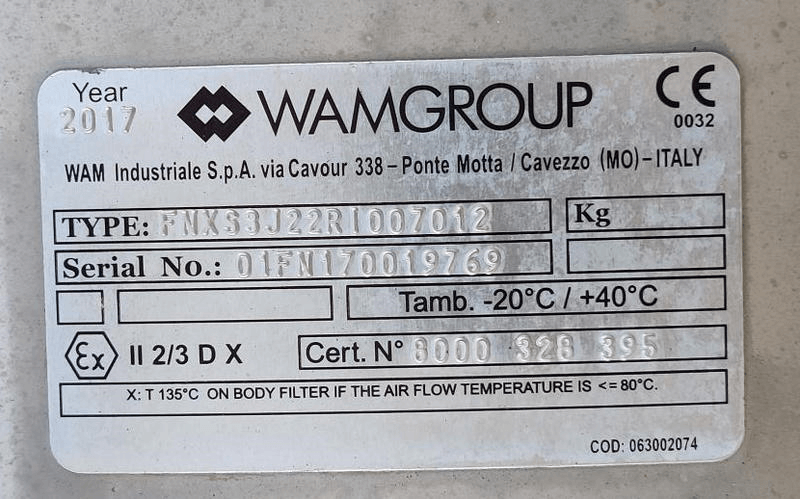 Year
2017
WAMGROUP
CE
0032
WAM Industriale S.p.A. via Cavour 338 – Ponte Motta / Cavezzo (MO) – ITALY
TYPE: FNXS3J22RI007012
Kg
Serial No.: 01FN170019769
Tamb. -20°C / +40°C
Ex II 2/3 D X
Cert. N° 8000 328 395
X: T 135°C ON BODY FILTER IF THE AIR FLOW TEMPERATURE IS <= 80°C.
COD: 063002074